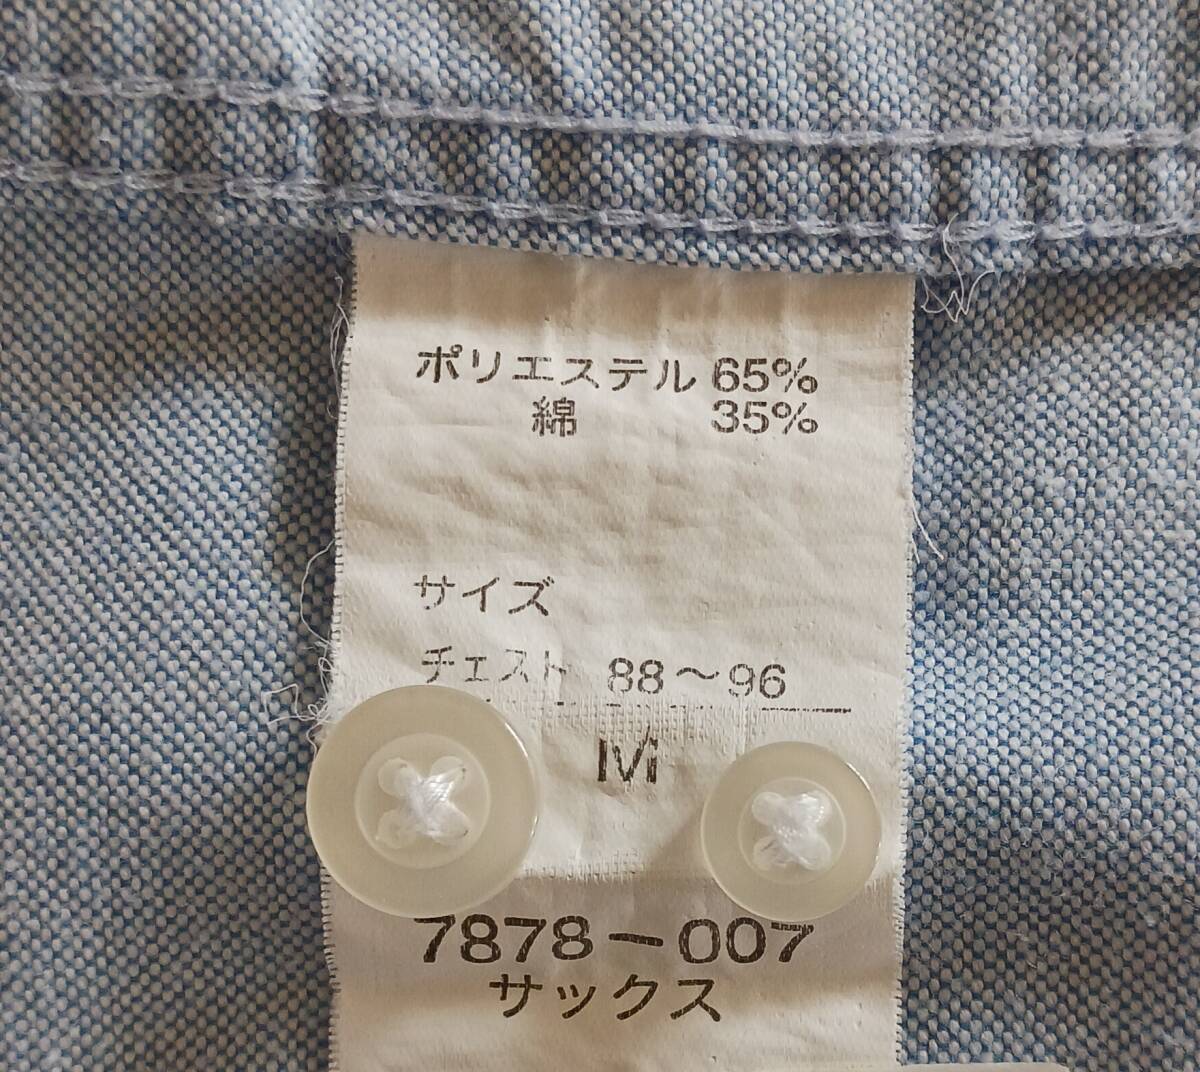 ポリエステル 65%
綿 35%
サイズ
チェスト 88～96
M
7878－007
サックス